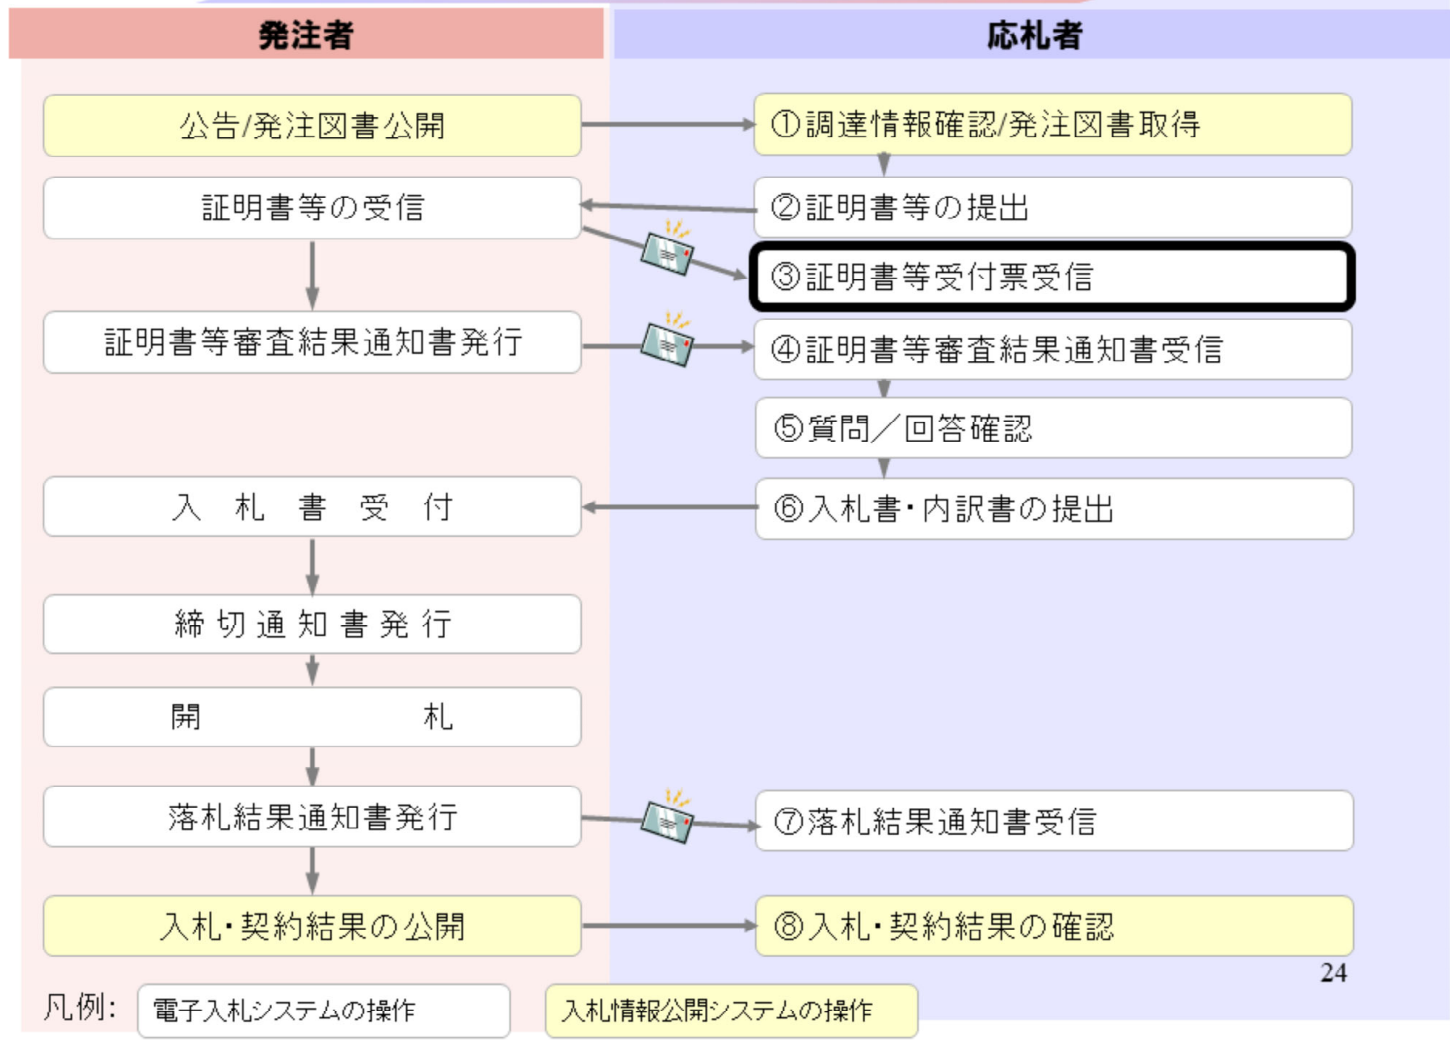 発注者
応札者
公告/発注図書公開
①調達情報確認/発注図書取得
証明書等の受信
②証明書等の提出
③証明書等受付票受信
証明書等審査結果通知書発行
④証明書等審査結果通知書受信
⑤質問／回答確認
入札書受付
⑥入札書・内訳書の提出
締切通知書発行
開札
落札結果通知書発行
⑦落札結果通知書受信
入札・契約結果の公開
⑧入札・契約結果の確認
24
凡例: 電子入札システムの操作 入札情報公開システムの操作